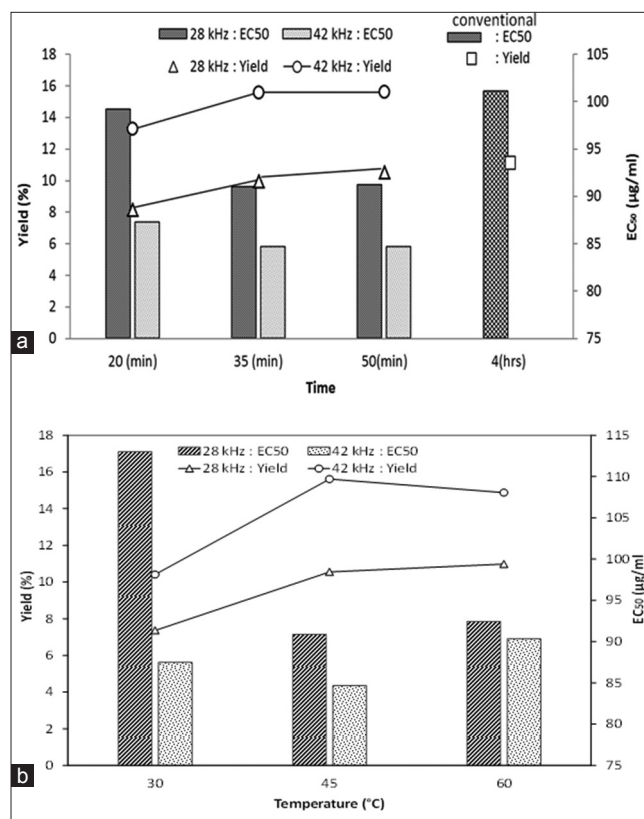 conventional
28 kHz : EC50
42 kHz : EC50
: EC50
28 kHz : Yield
42 kHz : Yield
: Yield
18
16
14
12
10
8
6
4
2
0
Yield (%)
105
100
95
90
85
80
75
EC₅₀ (µg/ml)
20 (min)
35 (min)
50(min)
4(hrs)
Time
a
28 kHz : EC50
42 kHz : EC50
28 kHz : Yield
42 kHz : Yield
18
16
14
12
10
8
6
4
2
0
Yield (%)
115
110
105
100
95
90
85
80
75
EC₅₀ (µg/ml)
30
45
60
Temperature (°C)
b